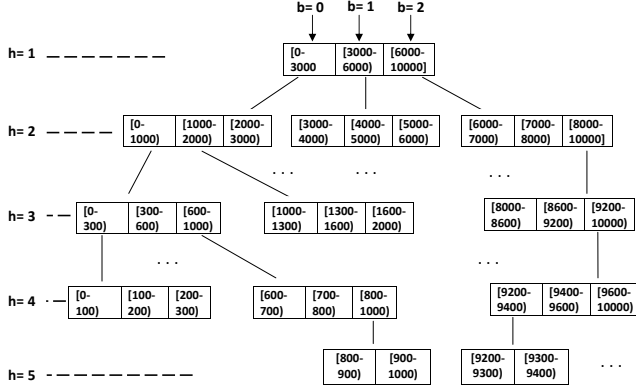 b= 0 b= 1 b= 2
h= 1
[0- [3000- [6000-
3000 6000) 10000]
h= 2
[0- [1000- [2000- [3000- [4000- [5000- [6000- [7000- [8000-
1000) 2000) 3000) 4000) 5000) 6000) 7000) 8000) 10000]
. . . . . . . . .
h= 3
[0- [300- [600- [1000- [1300- [1600- [8000- [8600- [9200-
300) 600) 1000) 1300) 1600) 2000) 8600) 9200) 10000)
. . . . . .
h= 4
[0- [100- [200- [600- [700- [800- [9200- [9400- [9600-
100) 200) 300) 700) 800) 1000) 9400) 9600) 10000)
h= 5
[800- [900- [9200- [9300-
900) 1000) 9300) 9400)
. . .